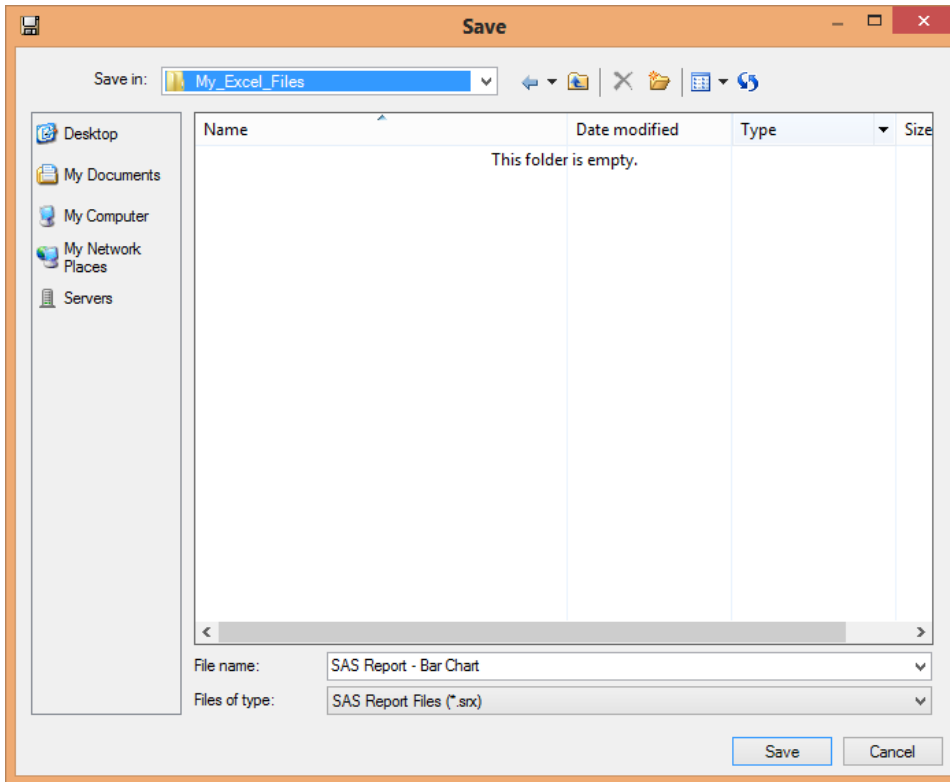 Save
Save in: My_Excel_Files
Desktop
My Documents
My Computer
My Network
Places
Servers
Name Date modified Type Size
This folder is empty.
File name: SAS Report - Bar Chart
Files of type: SAS Report Files (*.srx)
Save Cancel